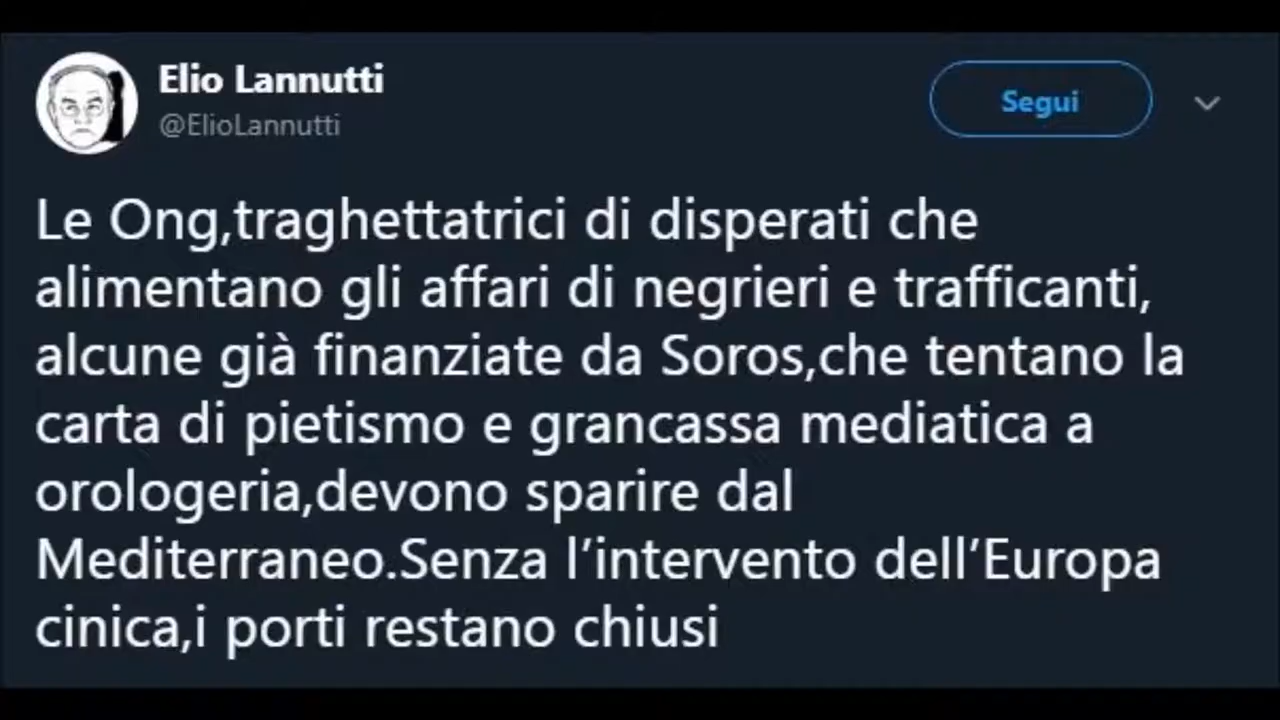 Elio Lannutti
@ElioLannutti
Segui
Le Ong,traghettatrici di disperati che
alimentano gli affari di negrieri e trafficanti,
alcune già finanziate da Soros,che tentano la
carta di pietismo e grancassa mediatica a
orologeria,devono sparire dal
Mediterraneo.Senza l’intervento dell’Europa
cinica,i porti restano chiusi